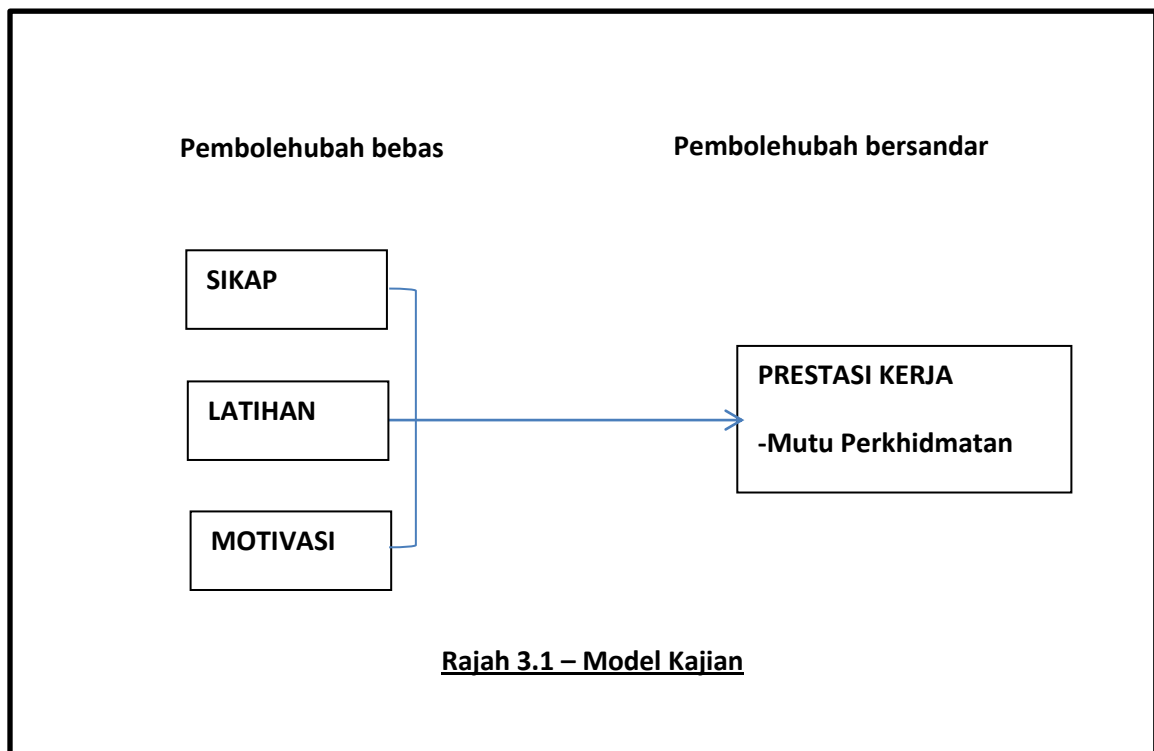 Pembolehubah bebas
Pembolehubah bersandar
SIKAP
LATIHAN
MOTIVASI
PRESTASI KERJA
-Mutu Perkhidmatan
Rajah 3.1 – Model Kajian